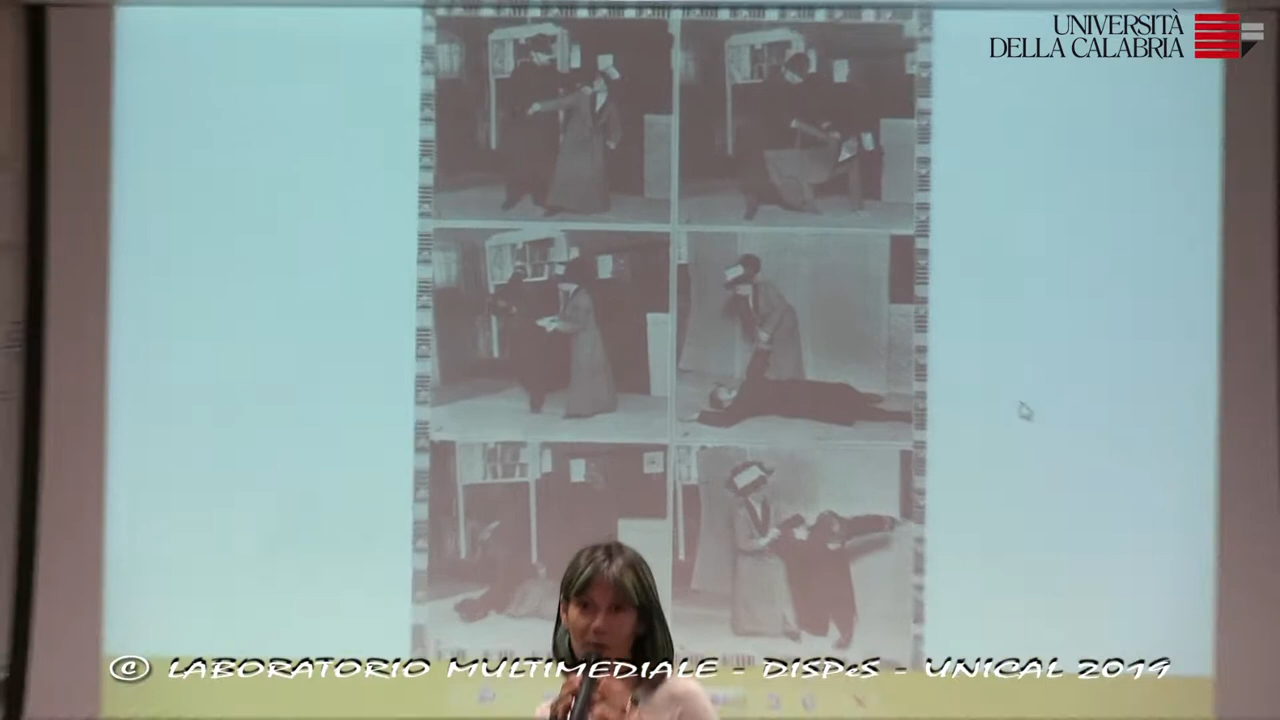 UNIVERSITÀ
DELLA CALABRIA
© LABORATORIO MULTIMEDIALE - DISPeS - UNICAL 2019